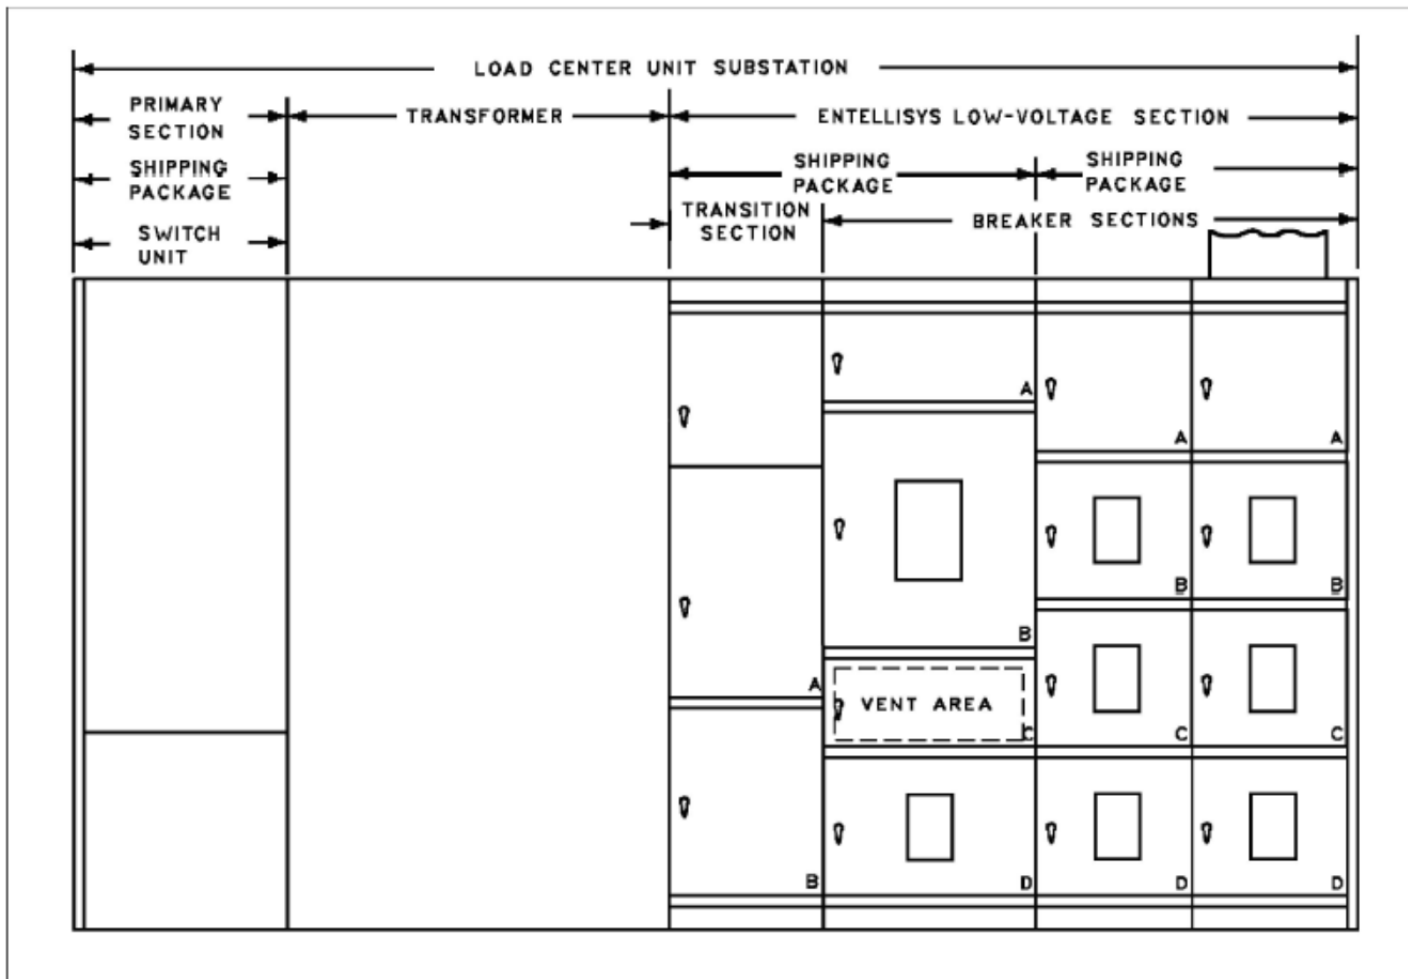 LOAD CENTER UNIT SUBSTATION
PRIMARY
SECTION
TRANSFORMER
ENTELLISYS LOW-VOLTAGE SECTION
SHIPPING
PACKAGE
SHIPPING
PACKAGE
SHIPPING
PACKAGE
SWITCH
UNIT
TRANSITION
SECTION
BREAKER SECTIONS
A
A
A
B
B
B
A
VENT AREA
C
C
C
B
D
D
D